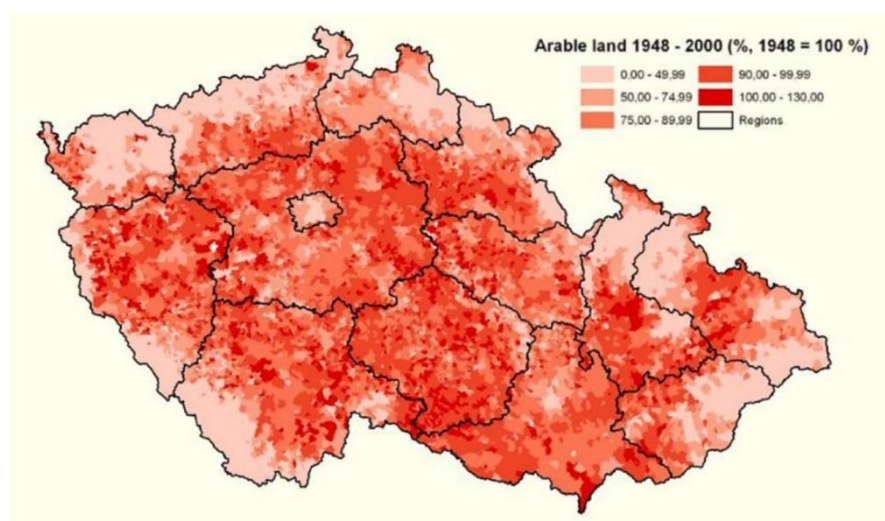 Arable land 1948 - 2000 (%, 1948 = 100 %)
0,00 - 49,99
90,00 - 99,99
50,00 - 74,99
100,00 - 130,00
75,00 - 89,99
Regions